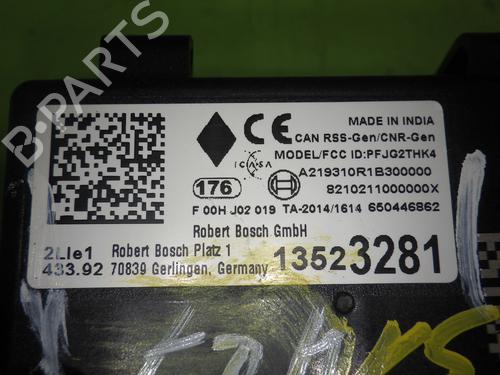 CE
MADE IN INDIA
CAN RSS-Gen/CNR-Gen
ICASA
MODEL/FCC ID:PFJG2THK4
A219310R1B300000
176
8210211000000X
F 00H J02 019 TA-2014/1614 650446862
Robert Bosch GmbH
2LIe1 Robert Bosch Platz 1
433.92 70839 Gerlingen, Germany
13523281
B-PARTS